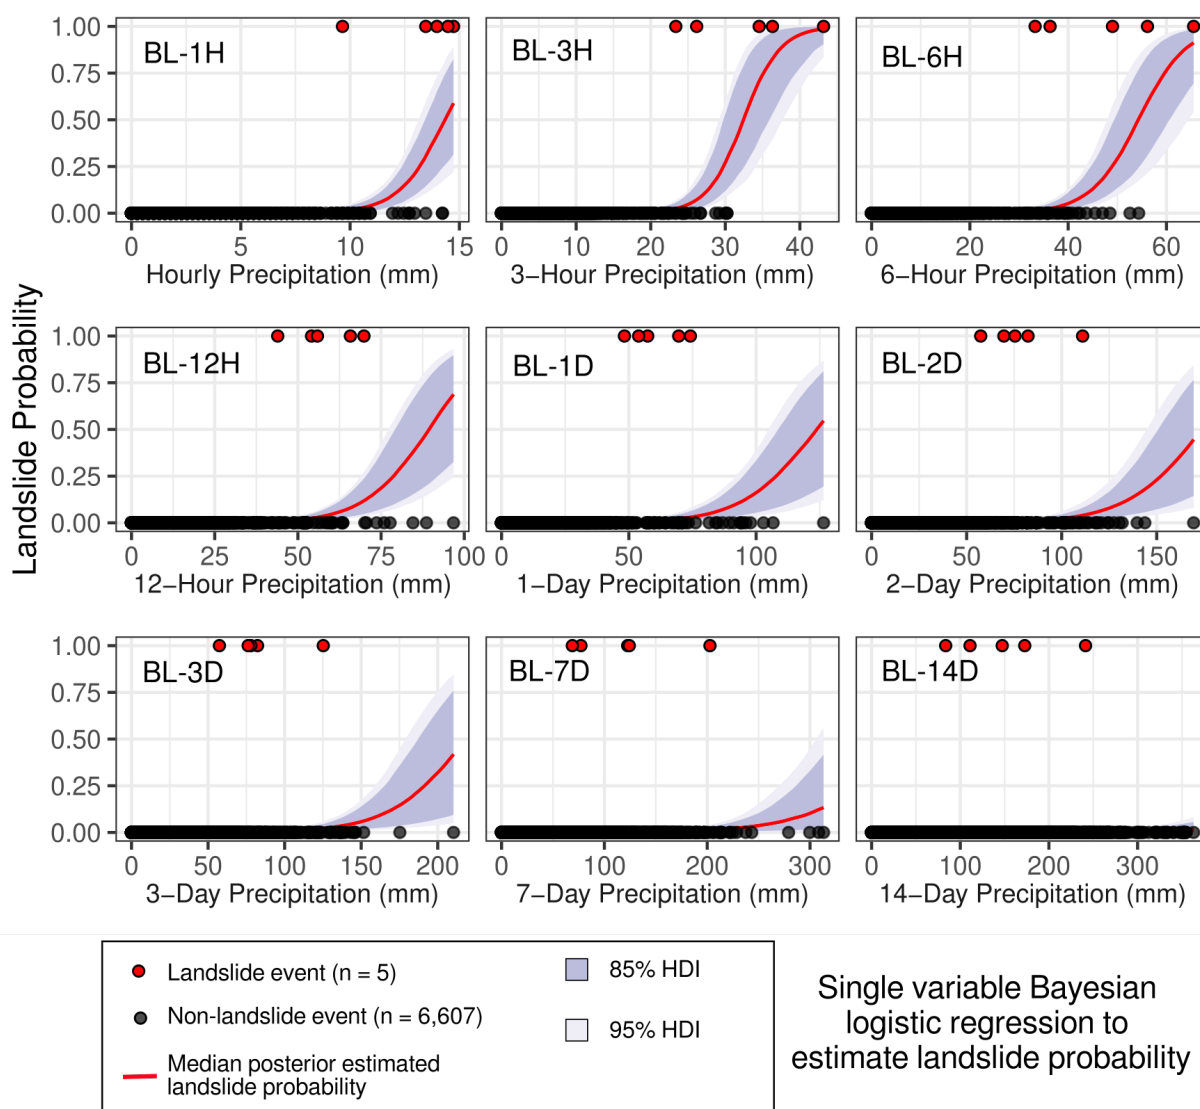 Landslide Probability
1.00
0.75
0.50
0.25
0.00
BL-1H
0 5 10 15
Hourly Precipitation (mm)
BL-3H
0 10 20 30 40
3−Hour Precipitation (mm)
BL-6H
0 20 40 60
6−Hour Precipitation (mm)
1.00
0.75
0.50
0.25
0.00
BL-12H
0 25 50 75 100
12−Hour Precipitation (mm)
BL-1D
0 50 100
1−Day Precipitation (mm)
BL-2D
0 50 100 150
2−Day Precipitation (mm)
1.00
0.75
0.50
0.25
0.00
BL-3D
0 50 100 150 200
3−Day Precipitation (mm)
BL-7D
0 100 200 300
7−Day Precipitation (mm)
BL-14D
0 100 200 300
14−Day Precipitation (mm)
Landslide event (n = 5)
Non-landslide event (n = 6,607)
Median posterior estimated
landslide probability
85% HDI
95% HDI
Single variable Bayesian
logistic regression to
estimate landslide probability